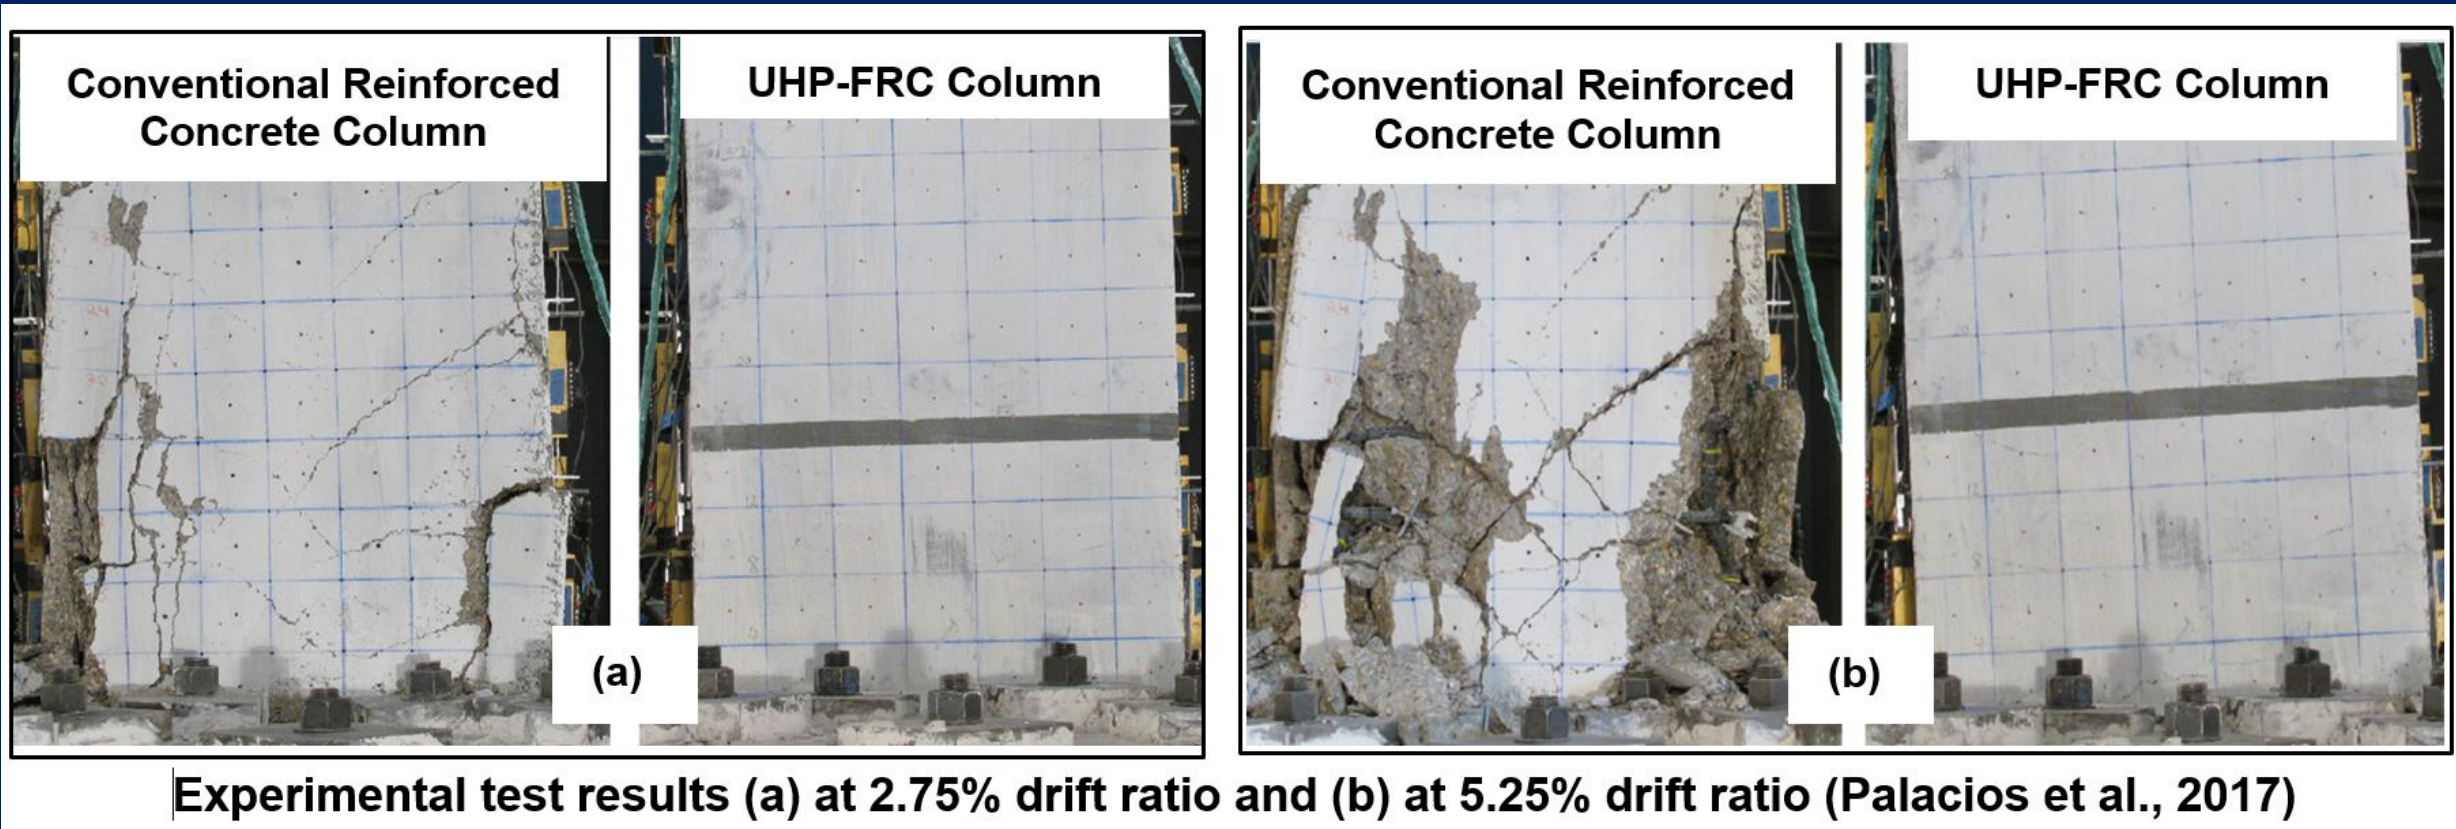 Conventional Reinforced
Concrete Column
UHP-FRC Column
(a)
Conventional Reinforced
Concrete Column
UHP-FRC Column
(b)
Experimental test results (a) at 2.75% drift ratio and (b) at 5.25% drift ratio (Palacios et al., 2017)